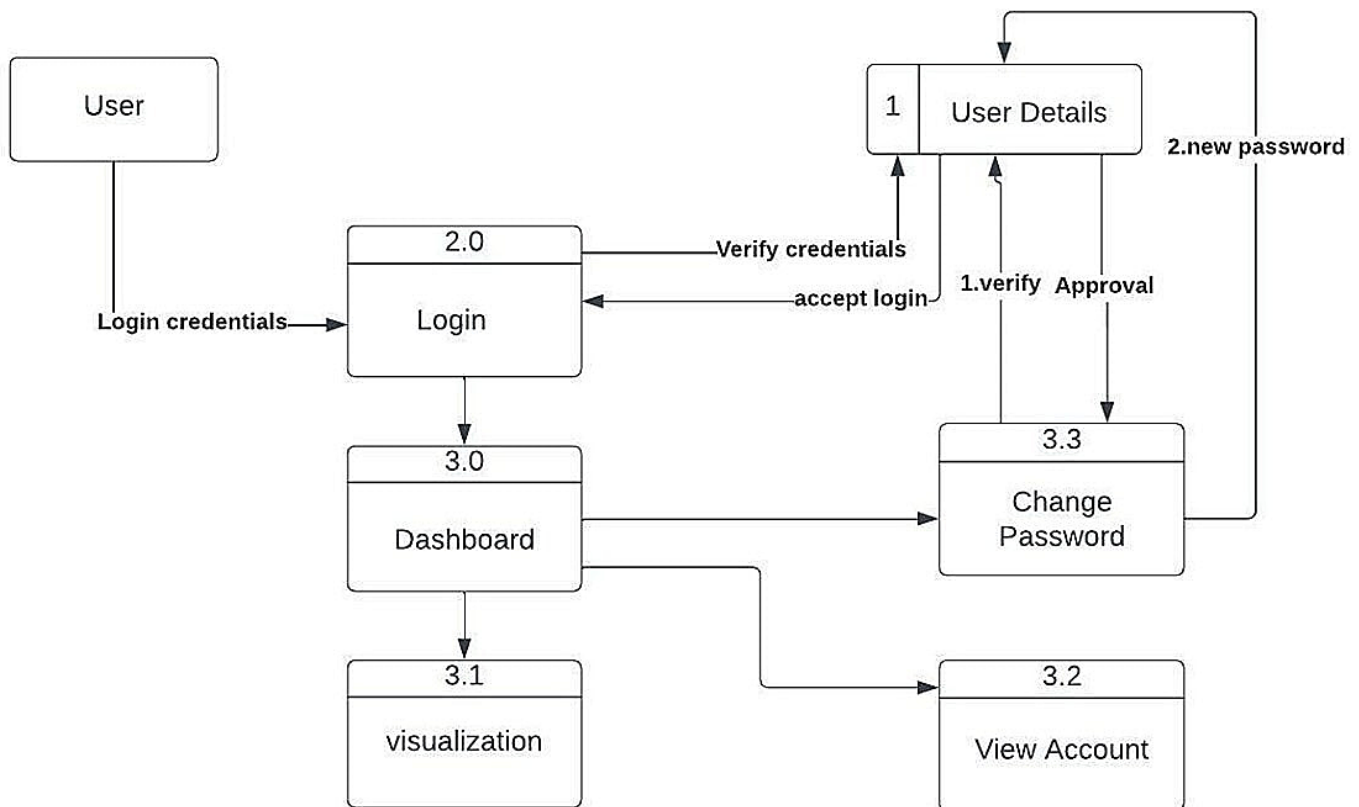 User
1
User Details
2.new password
2.0
Verify credentials
accept login
1.verify
Approval
Login credentials
Login
3.0
Dashboard
3.3
Change
Password
3.1
visualization
3.2
View Account